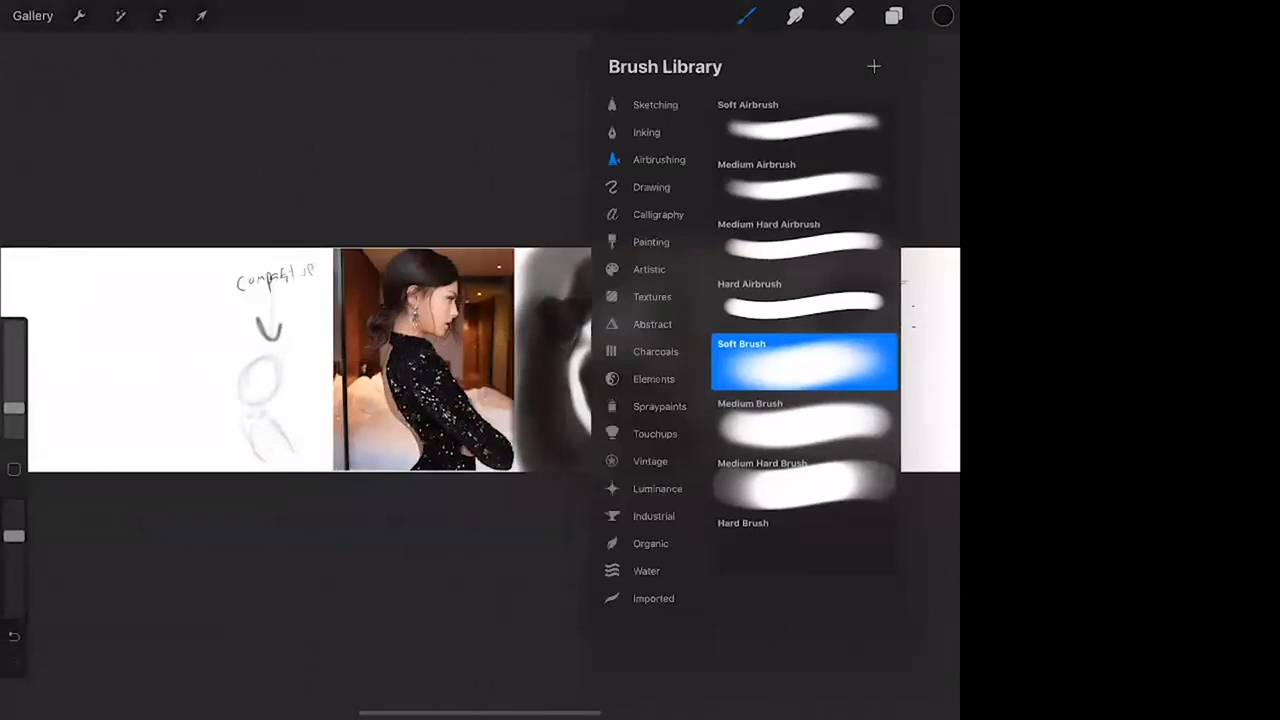 Gallery
Brush Library
Sketching
Inking
Airbrushing
Drawing
Calligraphy
Painting
Artistic
Textures
Abstract
Charcoals
Elements
Spraypaints
Touchups
Vintage
Luminance
Industrial
Organic
Water
Imported
Soft Airbrush
Medium Airbrush
Medium Hard Airbrush
Hard Airbrush
Soft Brush
Medium Brush
Medium Hard Brush
Hard Brush